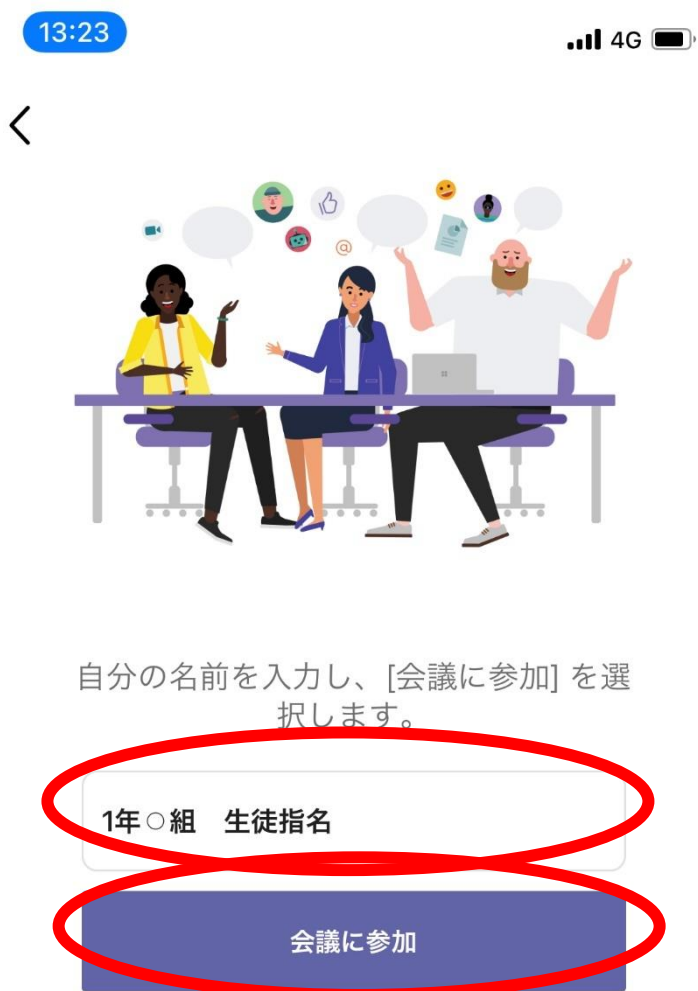 13:23
4G
@
自分の名前を入力し、[会議に参加] を選
択します。
1年○組　生徒指名
会議に参加